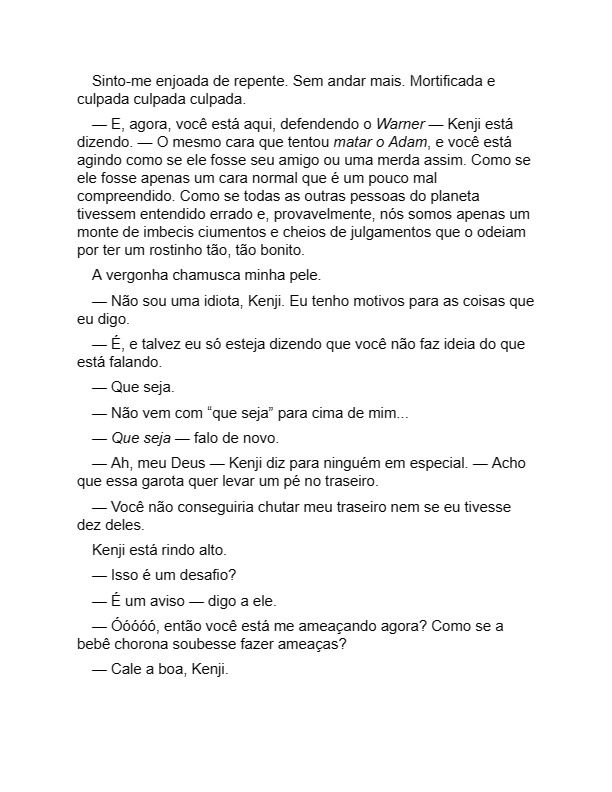 Sinto-me enjoada de repente. Sem andar mais. Mortificada e
culpada culpada culpada.
— E, agora, você está aqui, defendendo o Warner — Kenji está
dizendo. — O mesmo cara que tentou matar o Adam, e você está
agindo como se ele fosse seu amigo ou uma merda assim. Como se
ele fosse apenas um cara normal que é um pouco mal
compreendido. Como se todas as outras pessoas do planeta
tivessem entendido errado e, provavelmente, nós somos apenas um
monte de imbecis ciumentos e cheios de julgamentos que o odeiam
por ter um rostinho tão, tão bonito.
A vergonha chamusca minha pele.
— Não sou uma idiota, Kenji. Eu tenho motivos para as coisas que
eu digo.
— É, e talvez eu só esteja dizendo que você não faz ideia do que
está falando.
— Que seja.
— Não vem com “que seja” para cima de mim...
— Que seja — falo de novo.
— Ah, meu Deus — Kenji diz para ninguém em especial. — Acho
que essa garota quer levar um pé no traseiro.
— Você não conseguiria chutar meu traseiro nem se eu tivesse
dez deles.
Kenji está rindo alto.
— Isso é um desafio?
— É um aviso — digo a ele.
— Óóóóó, então você está me ameaçando agora? Como se a
bebê chorona soubesse fazer ameaças?
— Cale a boa, Kenji.